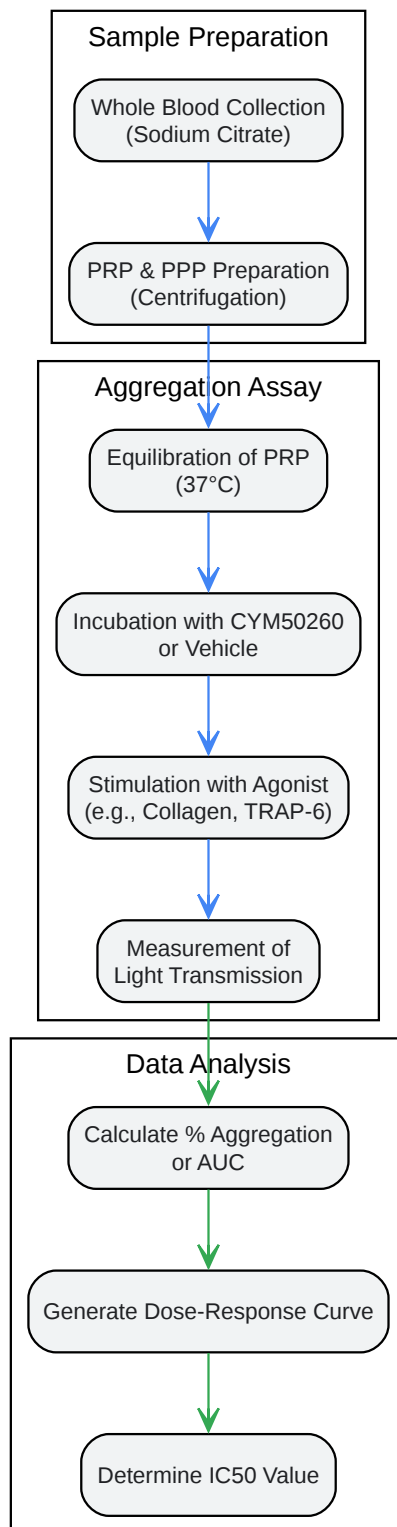 Sample Preparation
Whole Blood Collection
(Sodium Citrate)
PRP & PPP Preparation
(Centrifugation)
Aggregation Assay
Equilibration of PRP
(37°C)
Incubation with CYM50260
or Vehicle
Stimulation with Agonist
(e.g., Collagen, TRAP-6)
Measurement of
Light Transmission
Data Analysis
Calculate % Aggregation
or AUC
Generate Dose-Response Curve
Determine IC50 Value